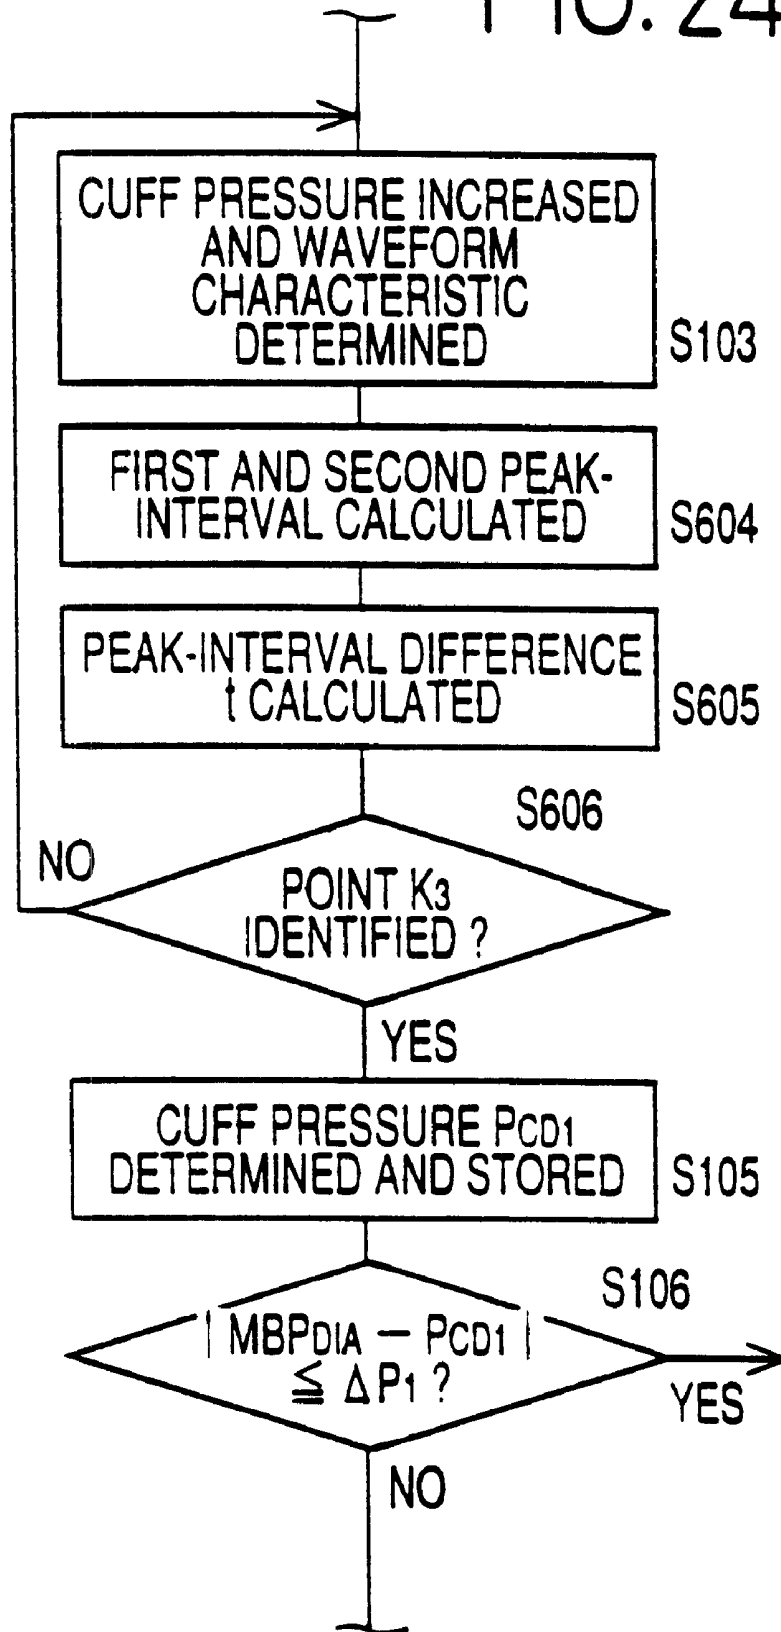 FIG. 24
CUFF PRESSURE INCREASED
AND WAVEFORM
CHARACTERISTIC
DETERMINED
S103
FIRST AND SECOND PEAK-
INTERVAL CALCULATED
S604
PEAK-INTERVAL DIFFERENCE
t CALCULATED
S605
S606
NO
POINT K3
IDENTIFIED ?
YES
CUFF PRESSURE PCD1
DETERMINED AND STORED
S105
S106
| MBPDIA − PCD1 |
≦ ΔP1 ?
YES
NO